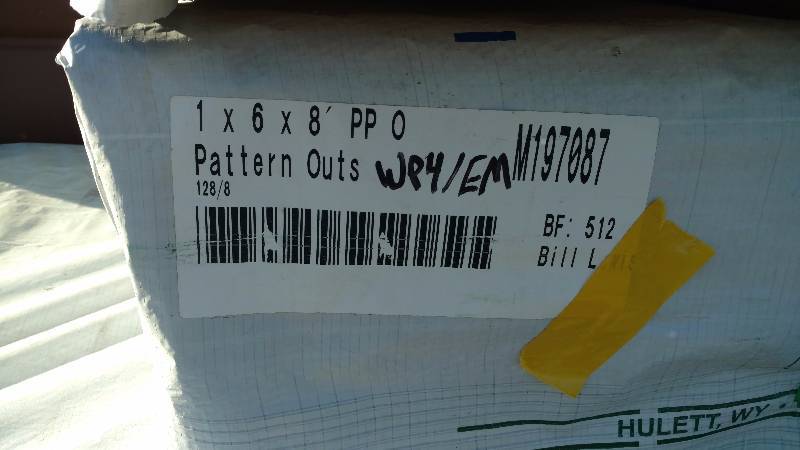 1 x 6 x 8' PP O
Pattern Outs WP4/EM M197087
128/8
BF: 512
Bill
HULETT, WY